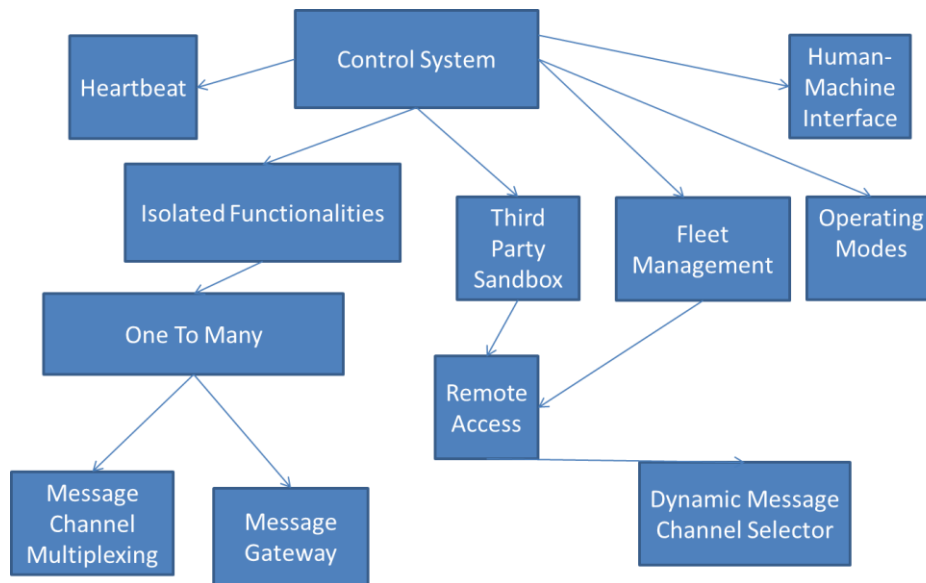 Control System
Heartbeat
Human-
Machine
Interface
Isolated Functionalities
Third
Party
Sandbox
Fleet
Management
Operating
Modes
One To Many
Remote
Access
Message
Channel
Multiplexing
Message
Gateway
Dynamic Message
Channel Selector